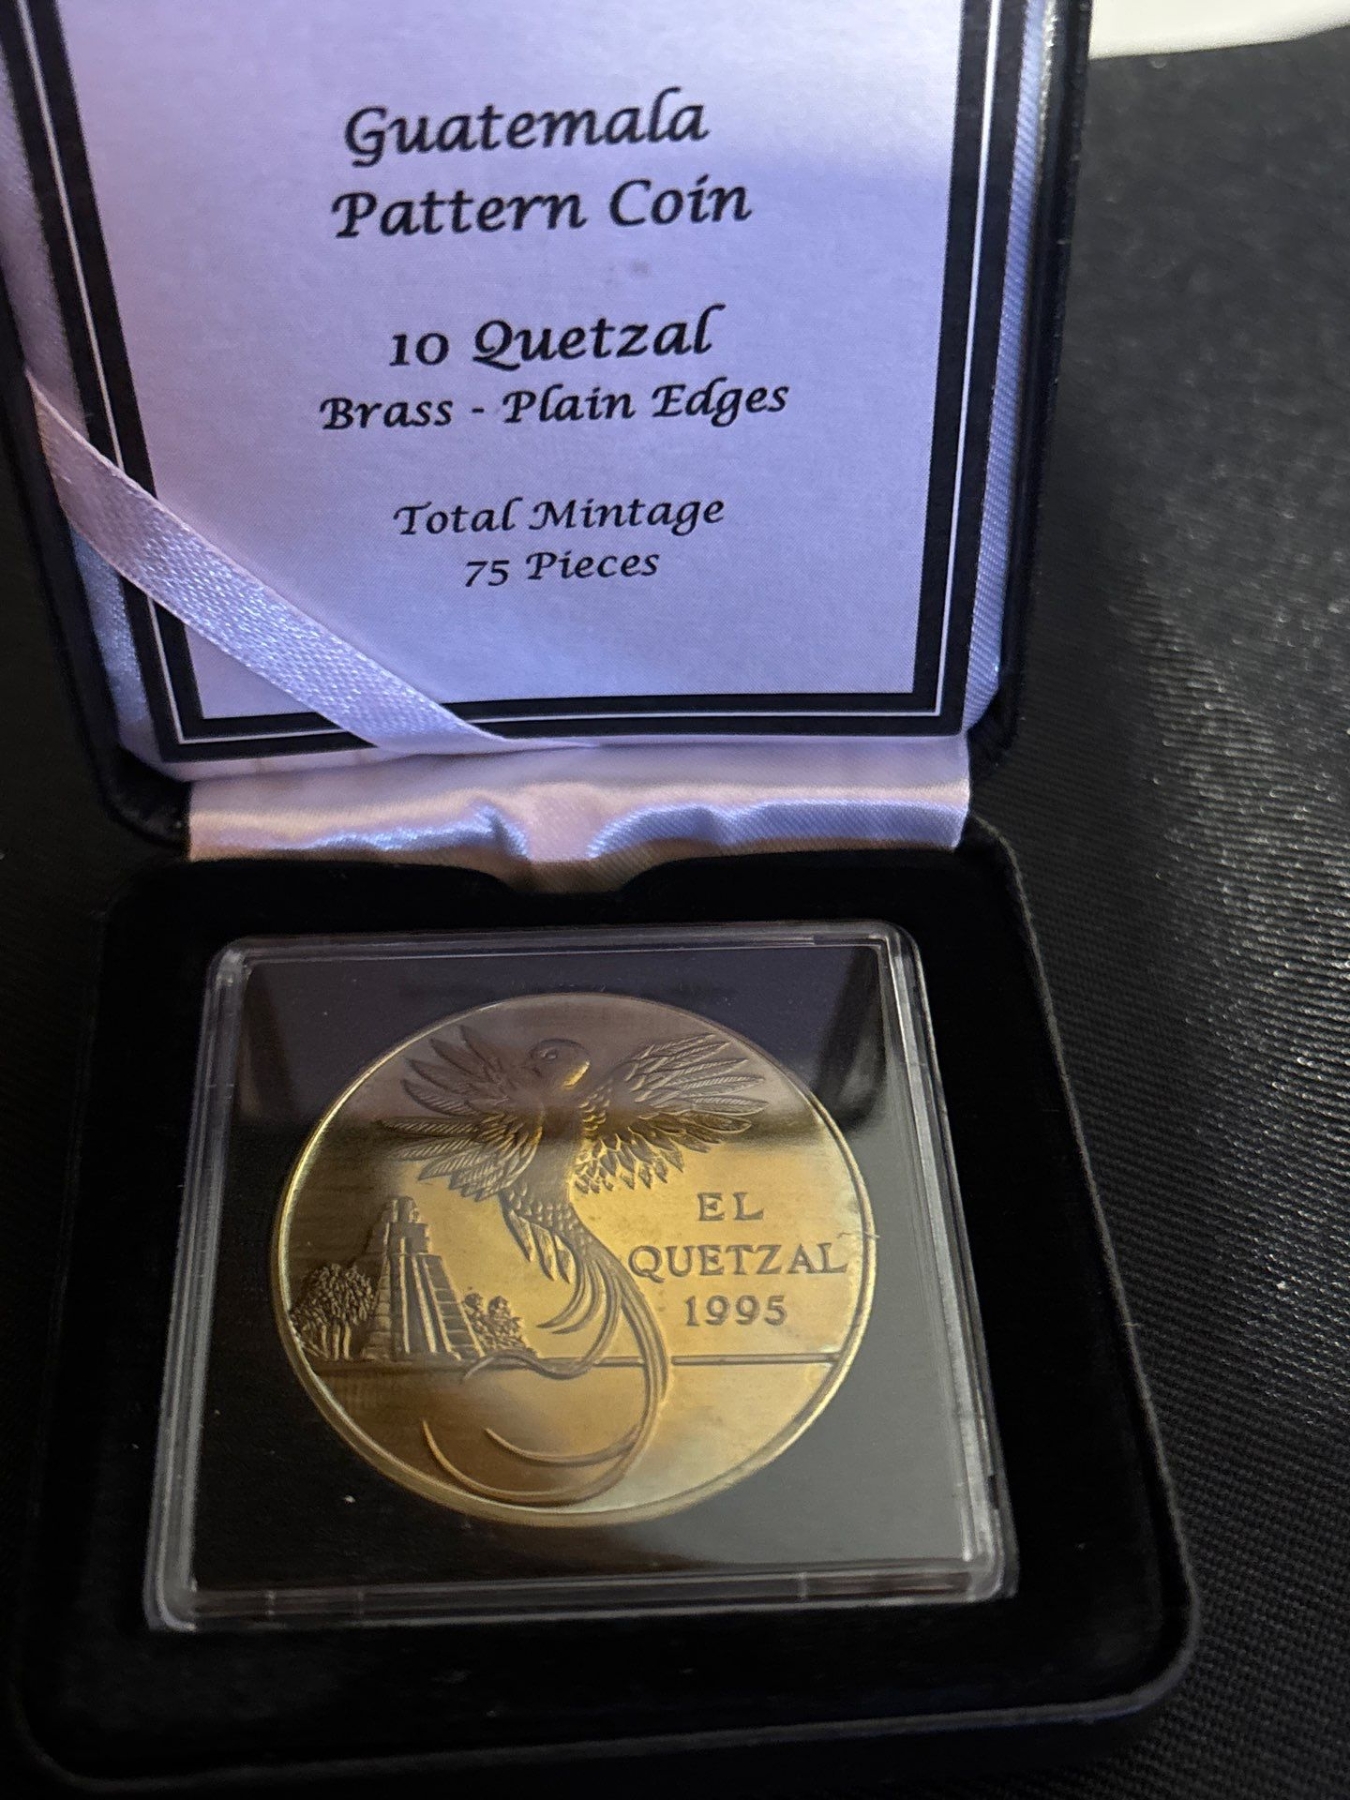 Guatemala
Pattern Coin
10 Quetzal
Brass - Plain Edges
Total Mintage
75 Pieces
EL
QUETZAL
1995